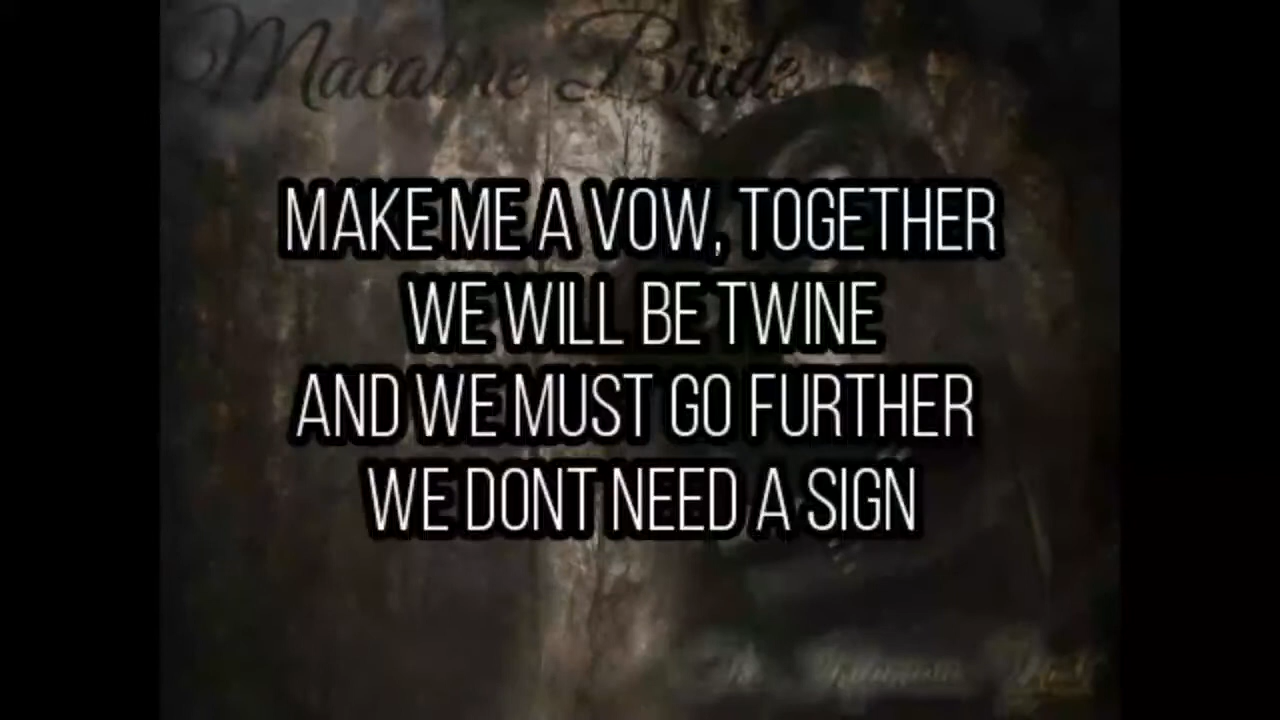 Macabre Bride
MAKE ME A VOW, TOGETHER
WE WILL BE TWINE
AND WE MUST GO FURTHER
WE DONT NEED A SIGN